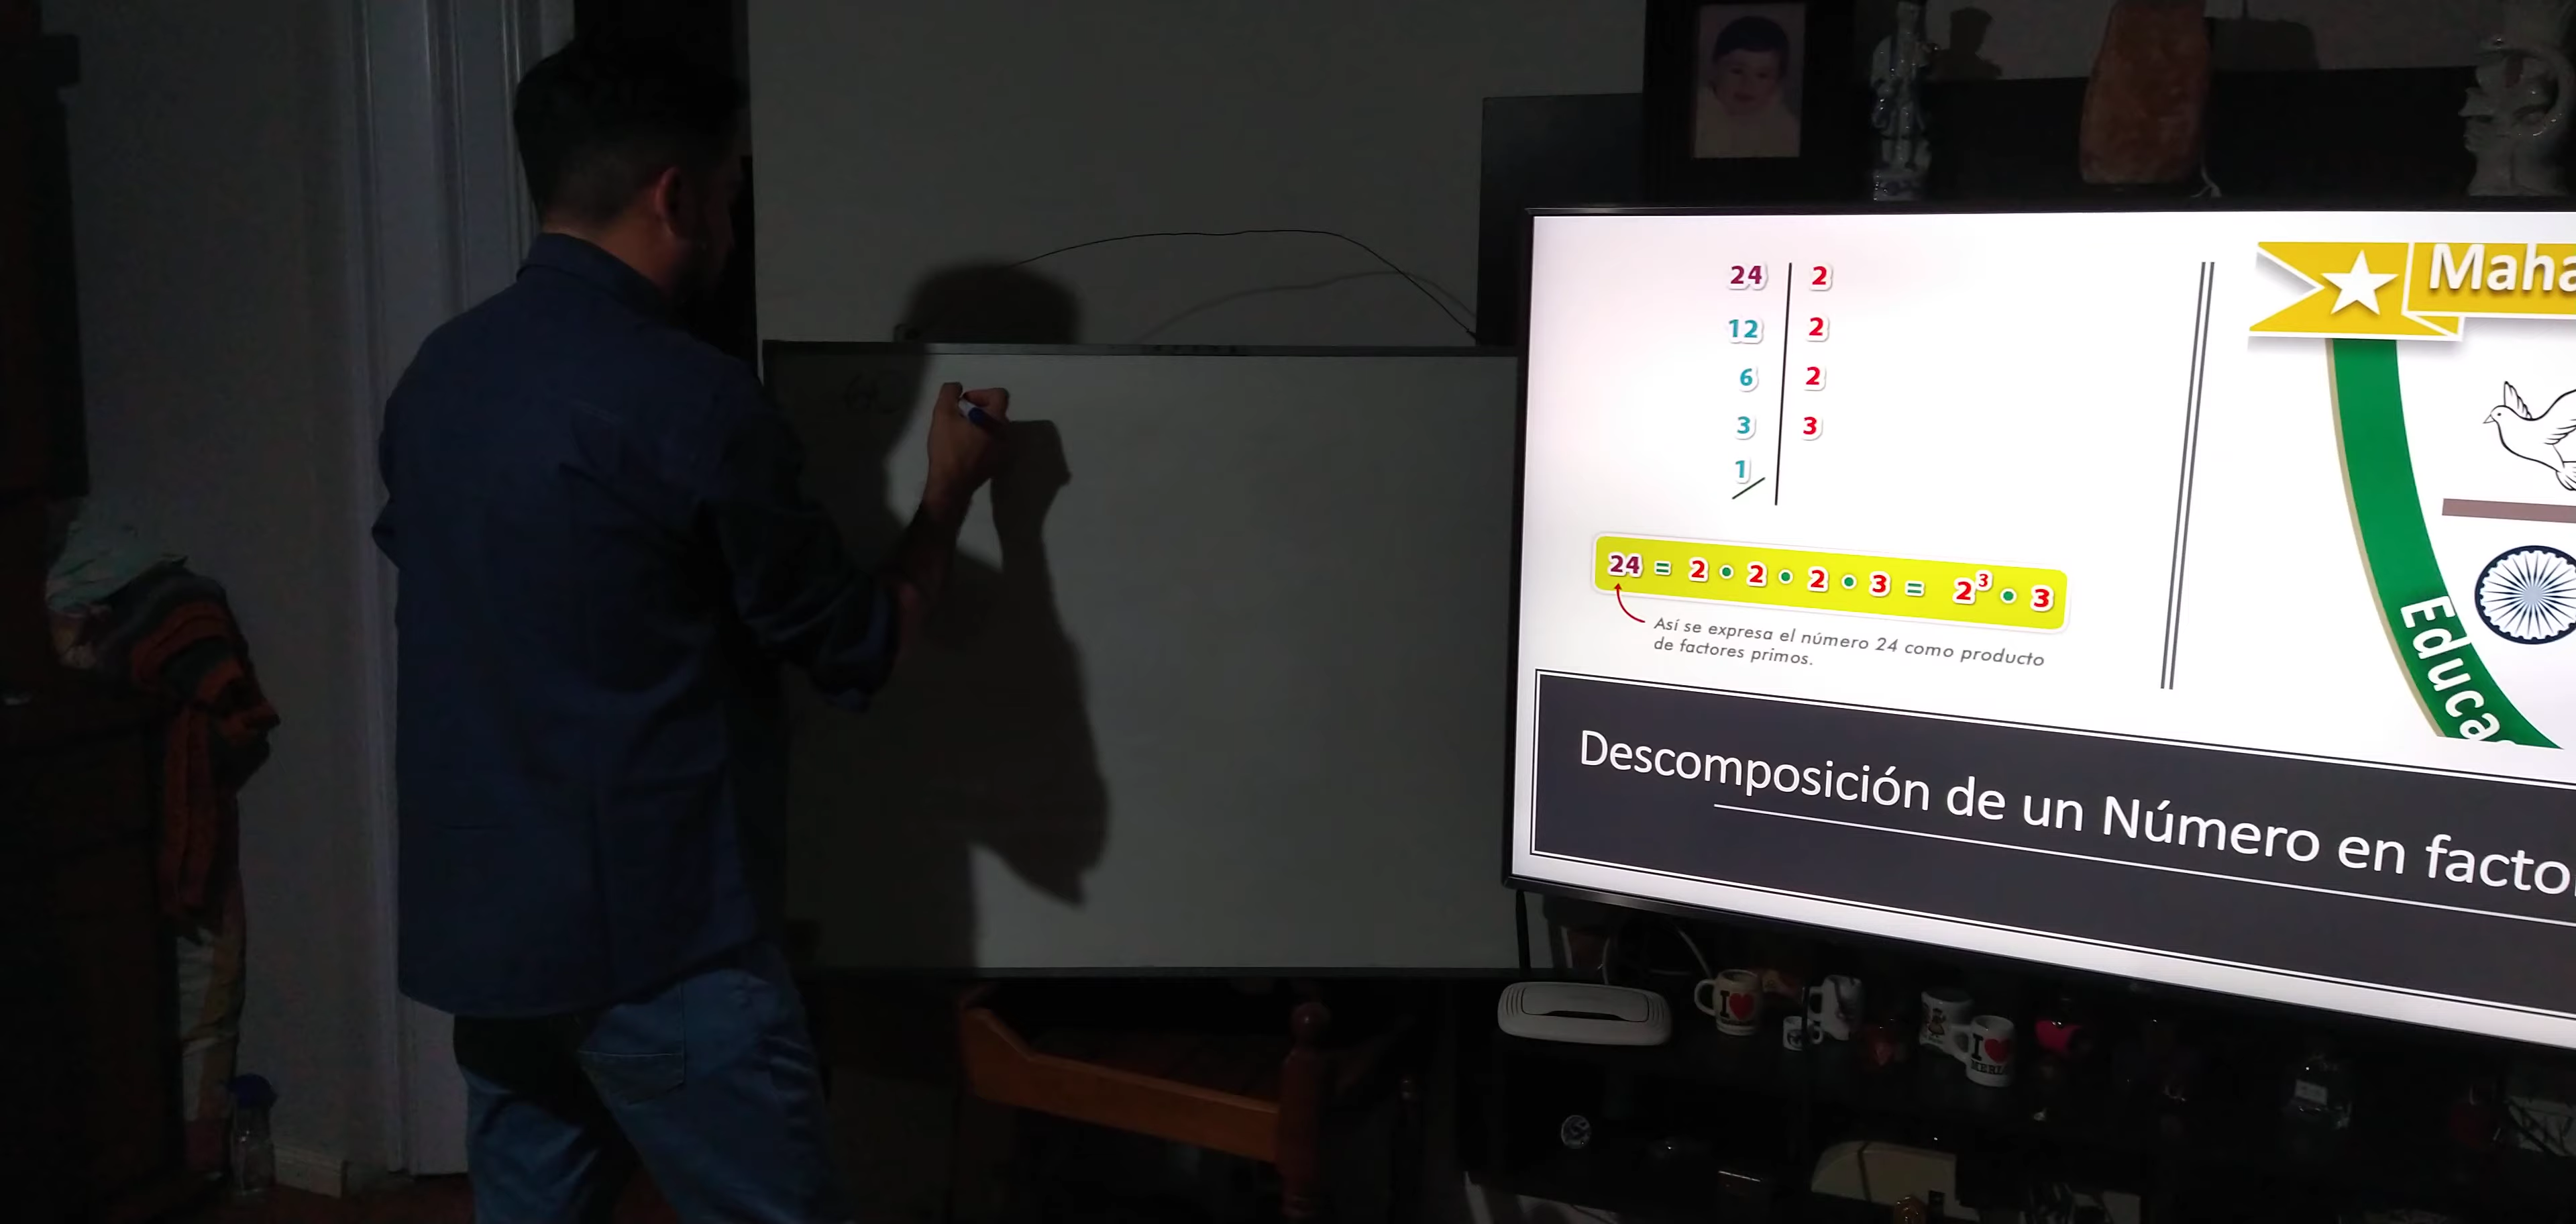 60
24 2
12 2
6 2
3 3
1
24 = 2 • 2 • 2 • 3 = 2³ • 3
Así se expresa el número 24 como producto
de factores primos.
Descomposición de un Número en facto
Maha
Educa
I ♥
I ♥